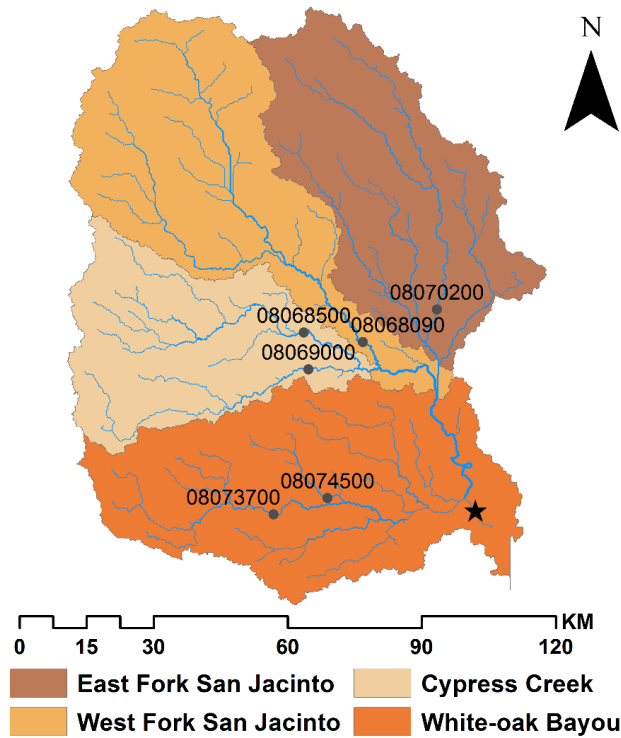 N
08070200
08068500
08068090
08069000
08074500
08073700
KM
0 15 30 60 90 120
East Fork San Jacinto Cypress Creek
West Fork San Jacinto White-oak Bayou